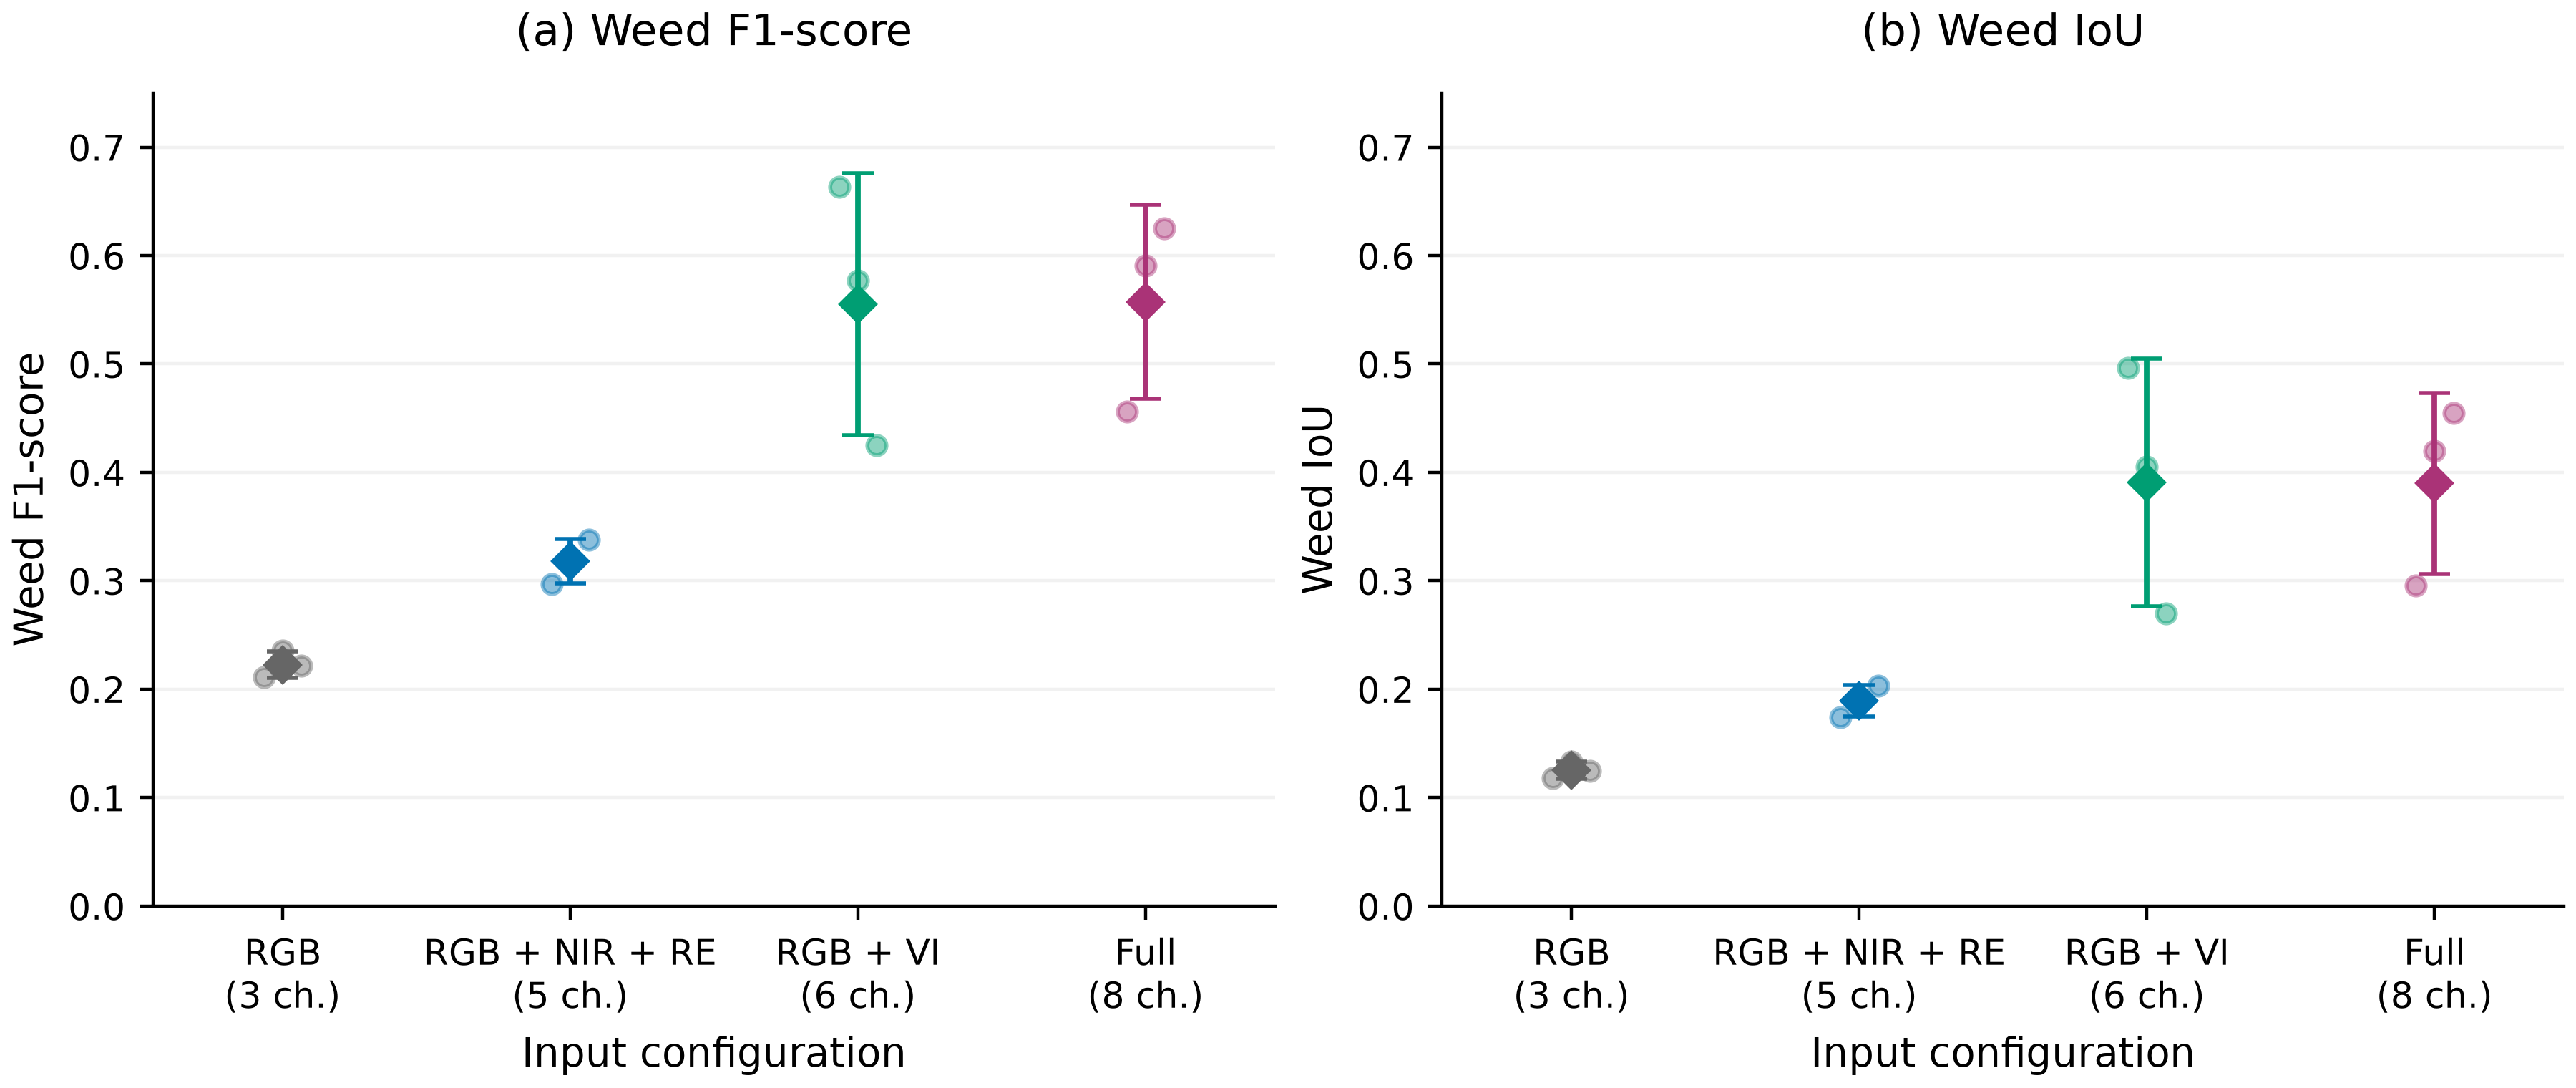 (a) Weed F1-score
Weed F1-score
0.7
0.6
0.5
0.4
0.3
0.2
0.1
0.0
RGB
(3 ch.)
RGB + NIR + RE
(5 ch.)
RGB + VI
(6 ch.)
Full
(8 ch.)
Input configuration
(b) Weed IoU
Weed IoU
0.7
0.6
0.5
0.4
0.3
0.2
0.1
0.0
RGB
(3 ch.)
RGB + NIR + RE
(5 ch.)
RGB + VI
(6 ch.)
Full
(8 ch.)
Input configuration